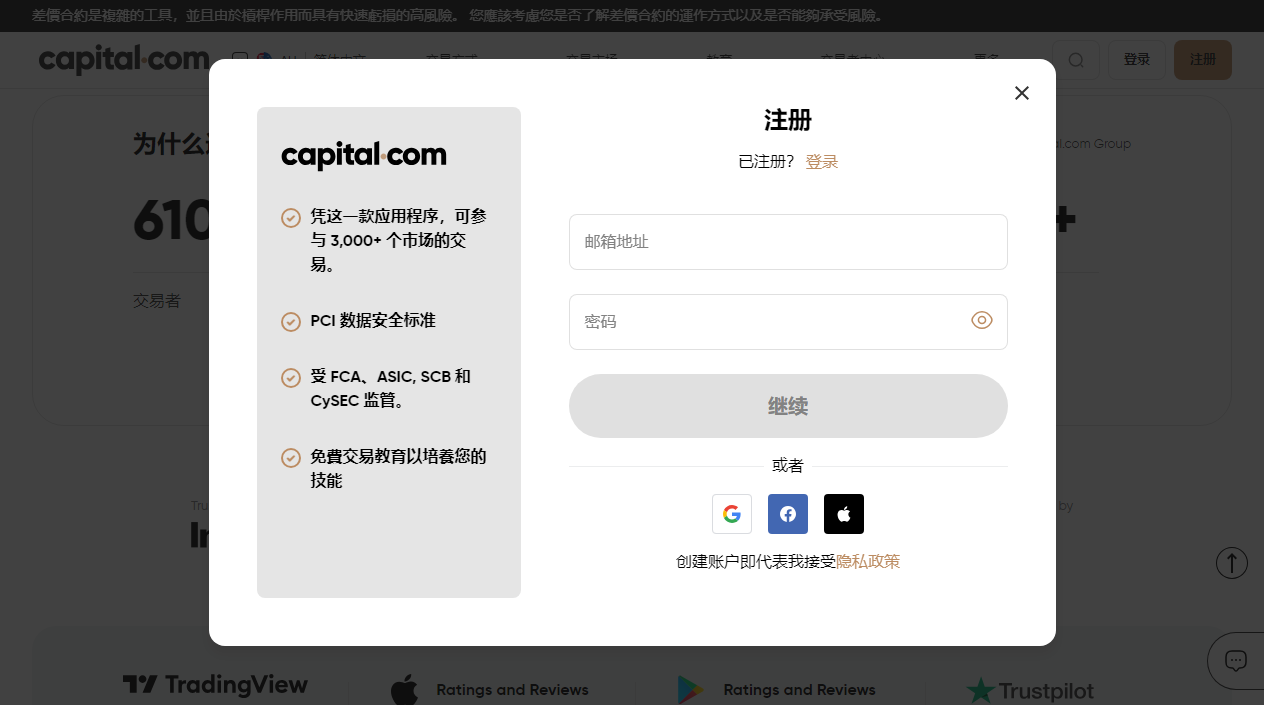 差價合約是複雜的工具，並且由於槓桿作用而具有快速虧損的高風險。 您應該考慮您是否了解差價合約的運作方式以及是否能夠承受風險。
capital.com
登录
注册
为什么
al.com Group
610
+
交易者
capital.com
凭这一款应用程序，可参
与 3,000+ 个市场的交
易。
PCI 数据安全标准
受 FCA、ASIC, SCB 和
CySEC 监管。
免費交易教育以培養您的
技能
注册
已注册？ 登录
邮箱地址
密码
继续
或者
创建账户即代表我接受隐私政策
Tru
by
In
TradingView
Ratings and Reviews
Ratings and Reviews
Trustpilot